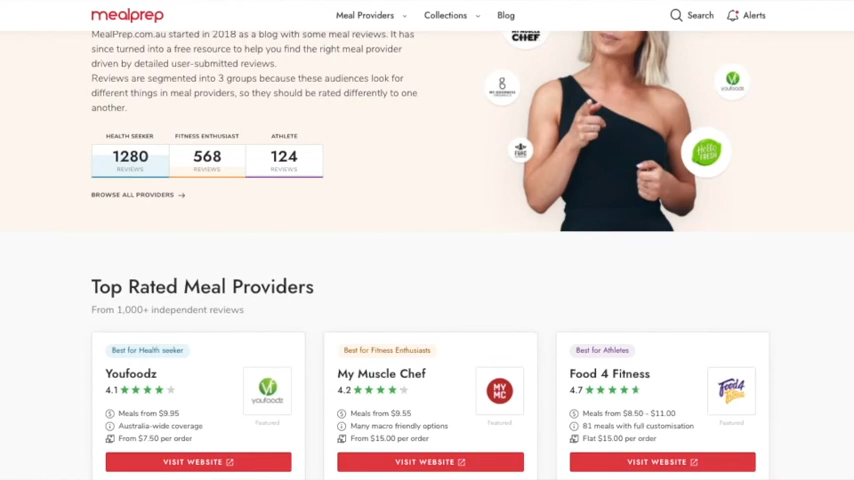 mealprep
Meal Providers
Collections
Blog
Search
Alerts
MealPrep.com.au started in 2018 as a blog with some meal reviews. It has
since turned into a free resource to help you find the right meal provider
driven by detailed user-submitted reviews.
Reviews are segmented into 3 groups because these audiences look for
different things in meal providers, so they should be rated differently to one
another.
HEALTH SEEKER
FITNESS ENTHUSIAST
ATHLETE
1280
568
124
REVIEWS
REVIEWS
REVIEWS
BROWSE ALL PROVIDERS
CHEF
youfoodz
Hello
FRESH
Top Rated Meal Providers
From 1,000+ independent reviews
Best for Health seeker
Youfoodz
4.1
youfoodz
Featured
Meals from $9.95
Australia-wide coverage
From $7.50 per order
VISIT WEBSITE
Best for Fitness Enthusiasts
My Muscle Chef
4.2
MY
MC
Featured
Meals from $9.55
Many macro friendly options
From $15.00 per order
VISIT WEBSITE
Best for Athletes
Food 4 Fitness
4.7
Food4
Featured
Meals from $8.50 - $11.00
81 meals with full customisation
Flat $15.00 per order
VISIT WEBSITE